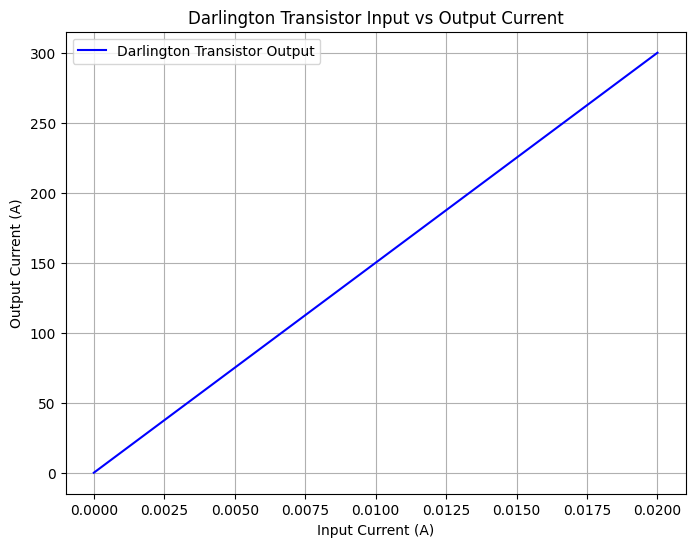 Darlington Transistor Input vs Output Current
Darlington Transistor Output
300
250
200
150
100
50
0
Output Current (A)
0.0000 0.0025 0.0050 0.0075 0.0100 0.0125 0.0150 0.0175 0.0200
Input Current (A)